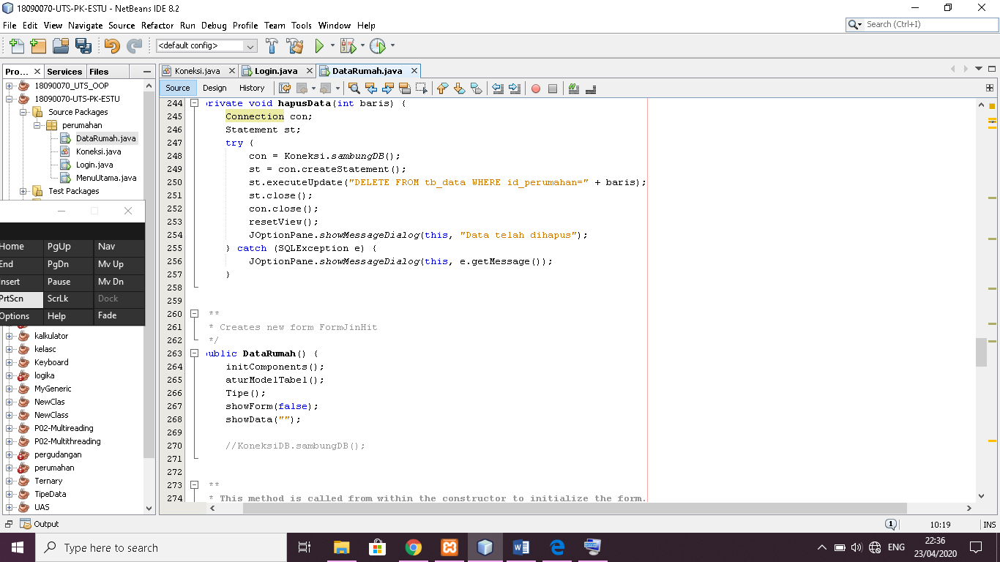 18090070-UTS-PK-ESTU - NetBeans IDE 8.2
File Edit View Navigate Source Refactor Run Debug Profile Team Tools Window Help
Search (Ctrl+I)
<default config>
Pro... Services Files
Koneksi.java Login.java DataRumah.java
Source Design History
18090070_UTS_OOP
18090070-UTS-PK-ESTU
Source Packages
perumahan
DataRumah.java
Koneksi.java
Login.java
MenuUtama.java
Test Packages
Home PgUp Nav
End PgDn Mv Up
Insert Pause Mv Dn
PrtScn ScrLk Dock
Options Help Fade
kalkulator
kelasc
Keyboard
logika
MyGeneric
NewClas
NewClass
P02-Multireading
P02-Multithreading
pergudangan
perumahan
Ternary
TipeData
UAS
244 rivate void hapusData(int baris) {
245 Connection con;
246 Statement st;
247 try {
248 con = Koneksi.sambungDB();
249 st = con.createStatement();
250 st.executeUpdate("DELETE FROM tb_data WHERE id_perumahan=" + baris);
251 st.close();
252 con.close();
253 resetView();
254 JOptionPane.showMessageDialog(this, "Data telah dihapus");
255 } catch (SQLException e) {
256 JOptionPane.showMessageDialog(this, e.getMessage());
257 }
258
259
260 **
261 * Creates new form FormJinHit
262 */
263 ublic DataRumah() {
264 initComponents();
265 aturModelTabel();
266 Tipe();
267 showForm(false);
268 showData("");
269
270 //KoneksiDB.sambungDB();
271
272
273 **
274 * This method is called from within the constructor to initialize the form.
Output
1 10:19 INS
Type here to search
ENG
22:36
23/04/2020